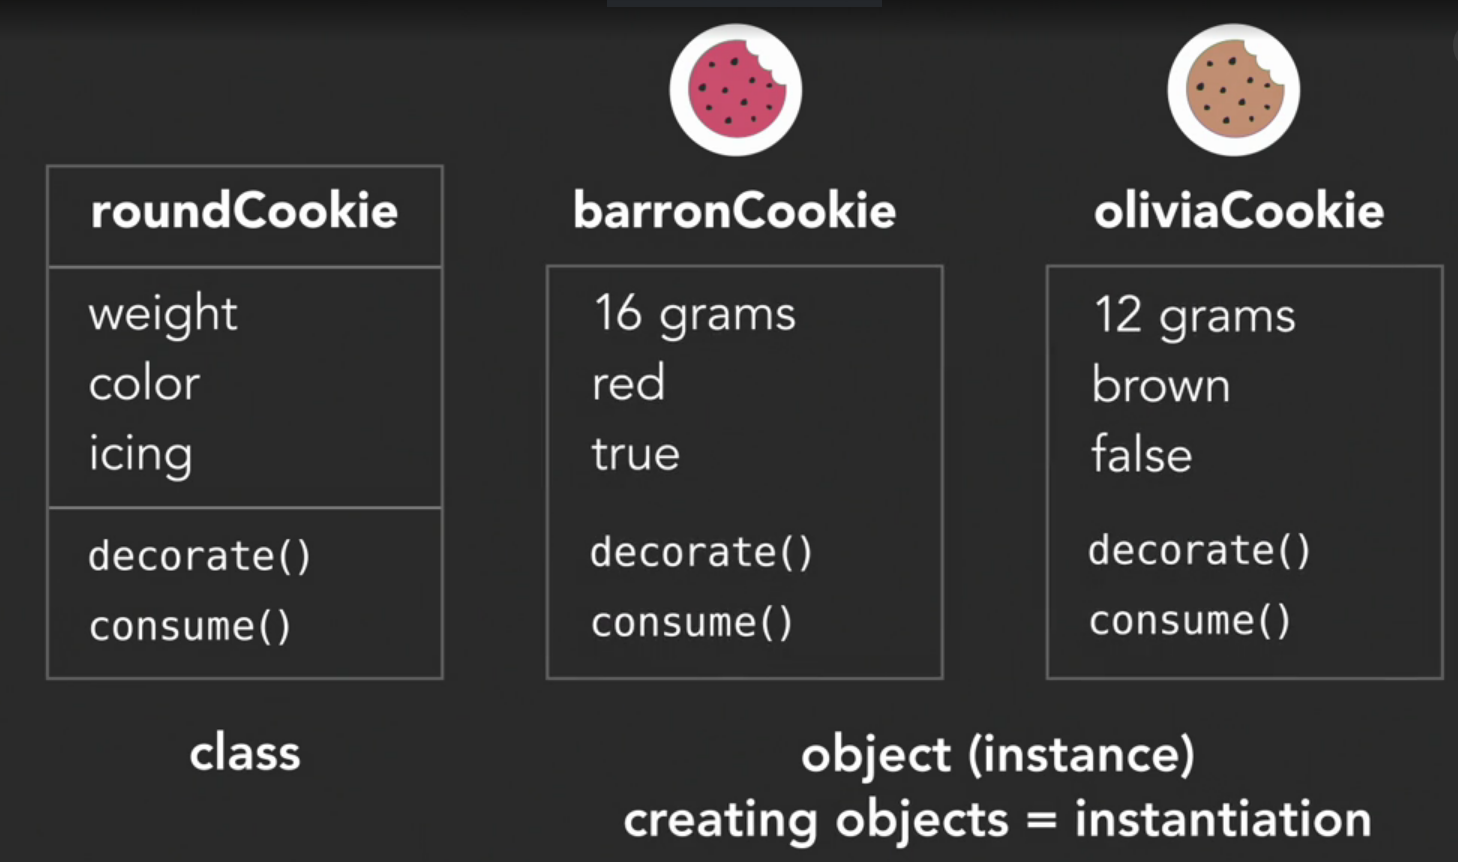 roundCookie
weight
color
icing
decorate()
consume()
class
barronCookie
16 grams
red
true
decorate()
consume()
oliviaCookie
12 grams
brown
false
decorate()
consume()
object (instance)
creating objects = instantiation